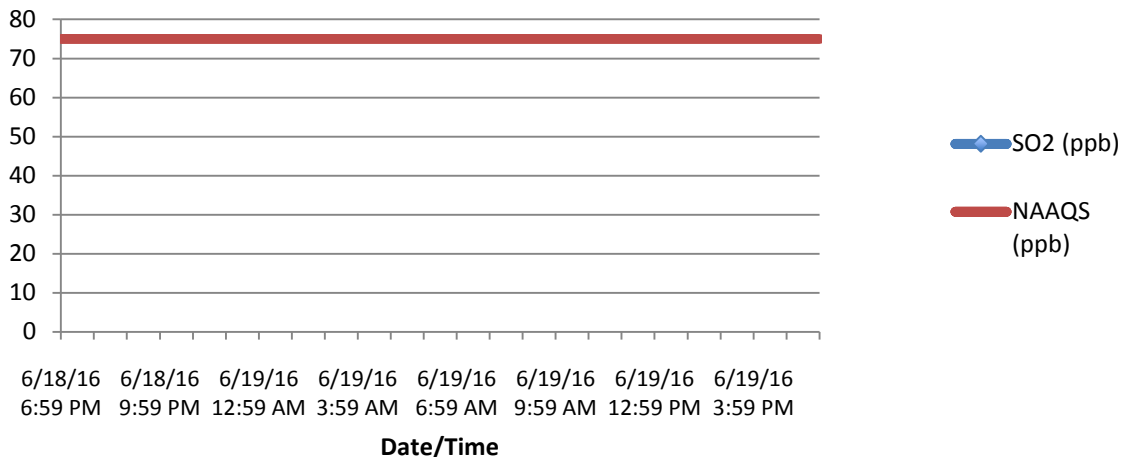 80
70
60
50
40
30
20
10
0
6/18/16 6/18/16 6/19/16 6/19/16 6/19/16 6/19/16 6/19/16 6/19/16
6:59 PM 9:59 PM 12:59 AM 3:59 AM 6:59 AM 9:59 AM 12:59 PM 3:59 PM
Date/Time
SO2 (ppb)
NAAQS
(ppb)